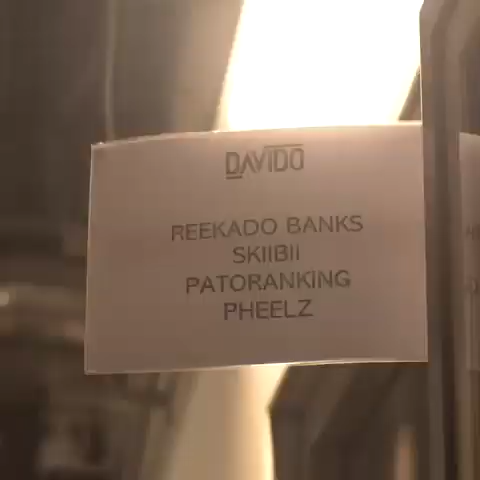 DAVIDO
REEKADO BANKS
SKIIBII
PATORANKING
PHEELZ